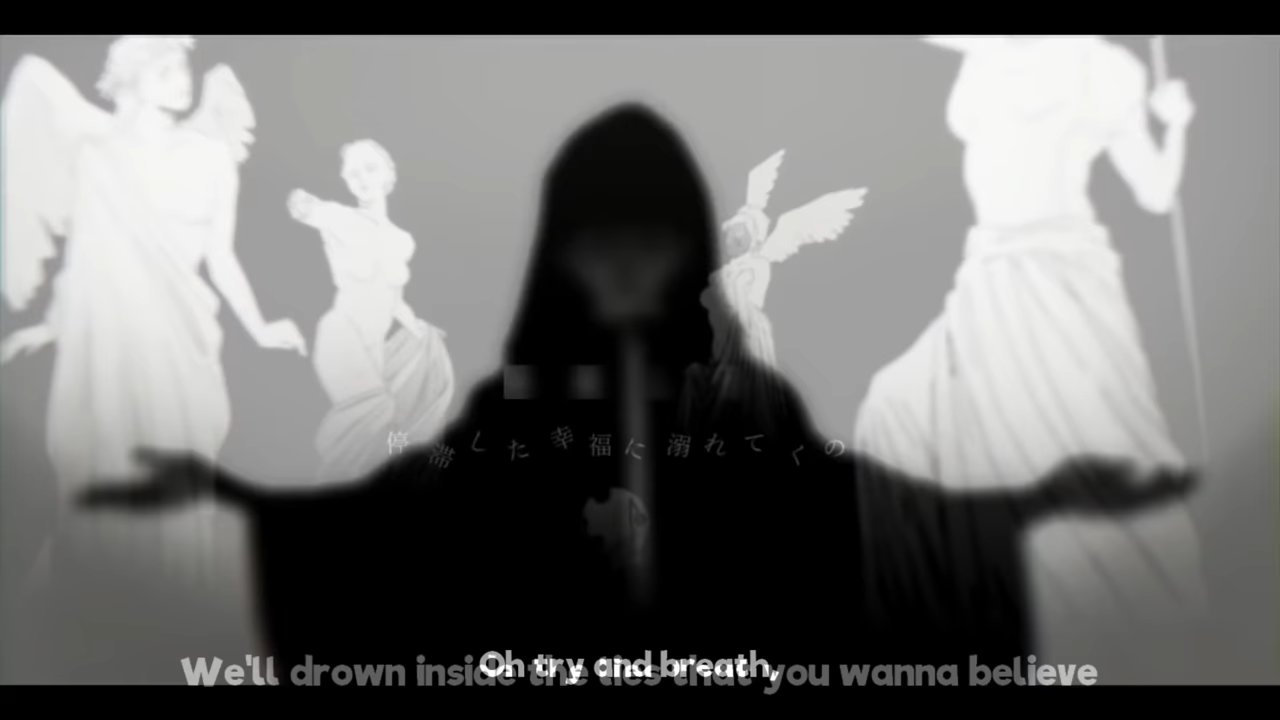 停滞した幸福に溺れてくの
Oh try and breath,
We'll drown inside the lies that you wanna believe